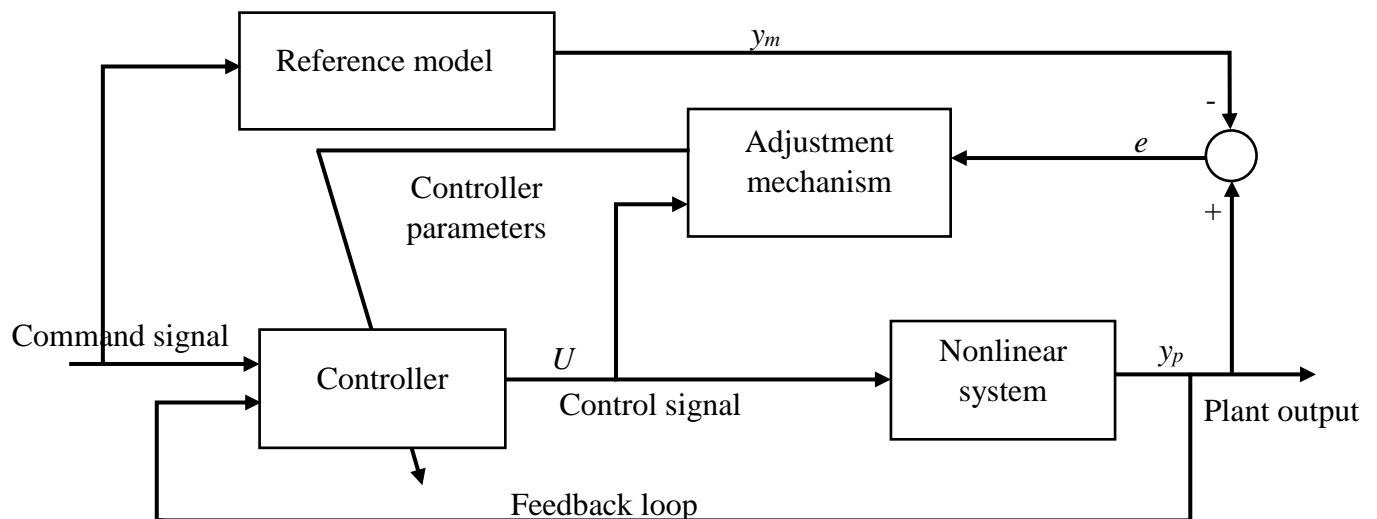 ym
Reference model
-
Adjustment
mechanism
e
Controller
parameters
+
Command signal
Nonlinear
system
U
yp
Controller
Control signal
Plant output
Feedback loop